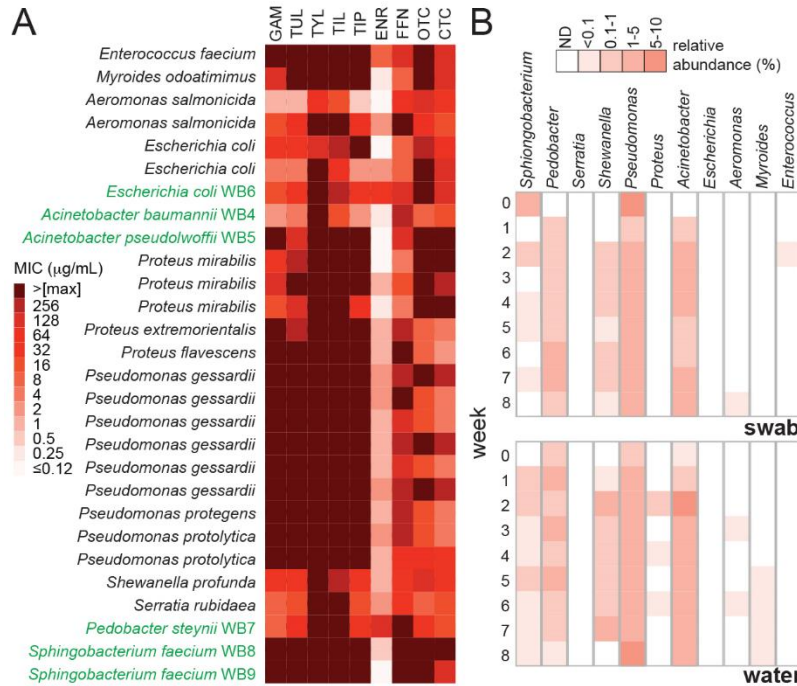 A
GAM TUL TYL TIL TIP ENR FFN OTC CTC
Enterococcus faecium
Myroides odoatimimus
Aeromonas salmonicida
Aeromonas salmonicida
Escherichia coli
Escherichia coli
Escherichia coli WB6
Acinetobacter baumannii WB4
Acinetobacter pseudolwoffii WB5
Proteus mirabilis
Proteus mirabilis
Proteus mirabilis
Proteus extremorientalis
Proteus flavescens
Pseudomonas gessardii
Pseudomonas gessardii
Pseudomonas gessardii
Pseudomonas gessardii
Pseudomonas gessardii
Pseudomonas gessardii
Pseudomonas protegens
Pseudomonas protolytica
Pseudomonas protolytica
Shewanella profunda
Serratia rubidaea
Pedobacter steynii WB7
Sphingobacterium faecium WB8
Sphingobacterium faecium WB9
MIC (µg/mL)
>[max]
256
128
64
32
16
8
4
2
1
0.5
0.25
≤0.12
B
ND <0.1 0.1-1 1-5 5-10
relative
abundance (%)
Sphiongobacterium Pedobacter Serratia Shewanella Pseudomonas Proteus Acinetobacter Escherichia Aeromonas Myroides Enterococcus
0
1
2
3
4
5
6
7
8
swab
week
0
1
2
3
4
5
6
7
8
water